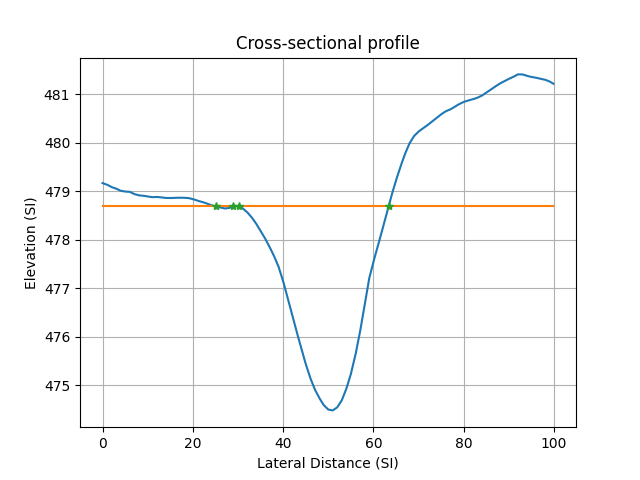 Cross-sectional profile
Elevation (SI)
481
480
479
478
477
476
475
0 20 40 60 80 100
Lateral Distance (SI)